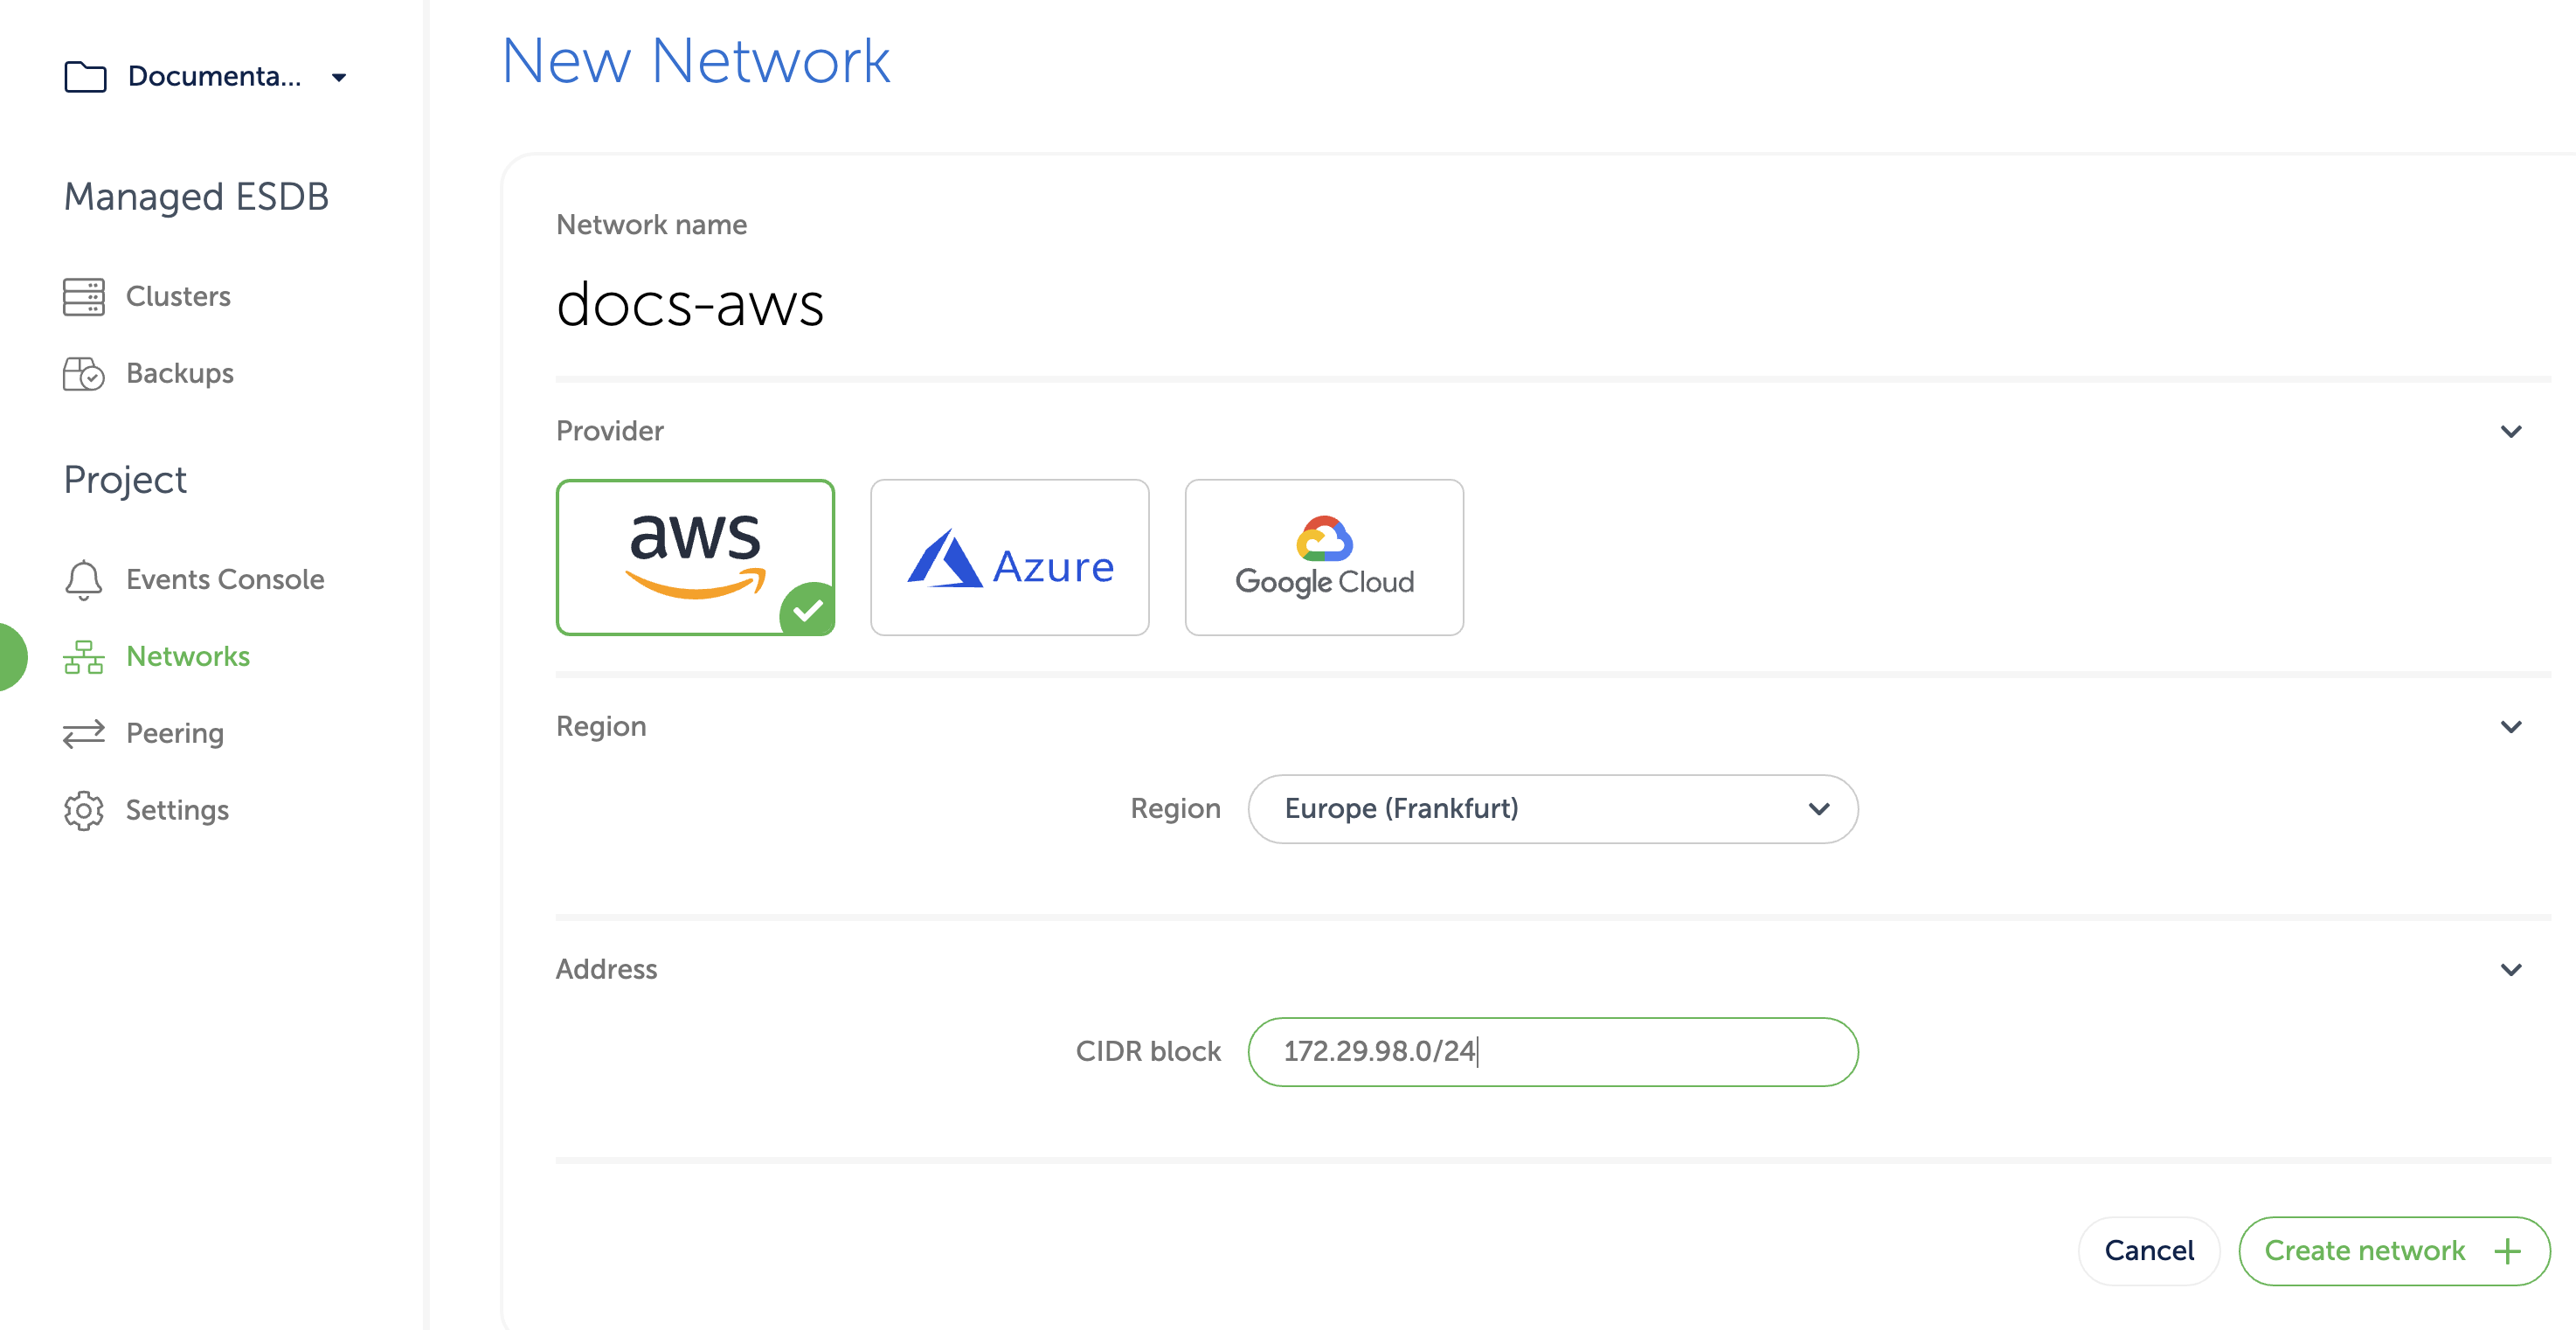 Documenta...
Managed ESDB
Clusters
Backups
Project
Events Console
Networks
Peering
Settings
New Network
Network name
docs-aws
Provider
aws
Azure
Google Cloud
Region
Region Europe (Frankfurt)
Address
CIDR block 172.29.98.0/24
Cancel Create network